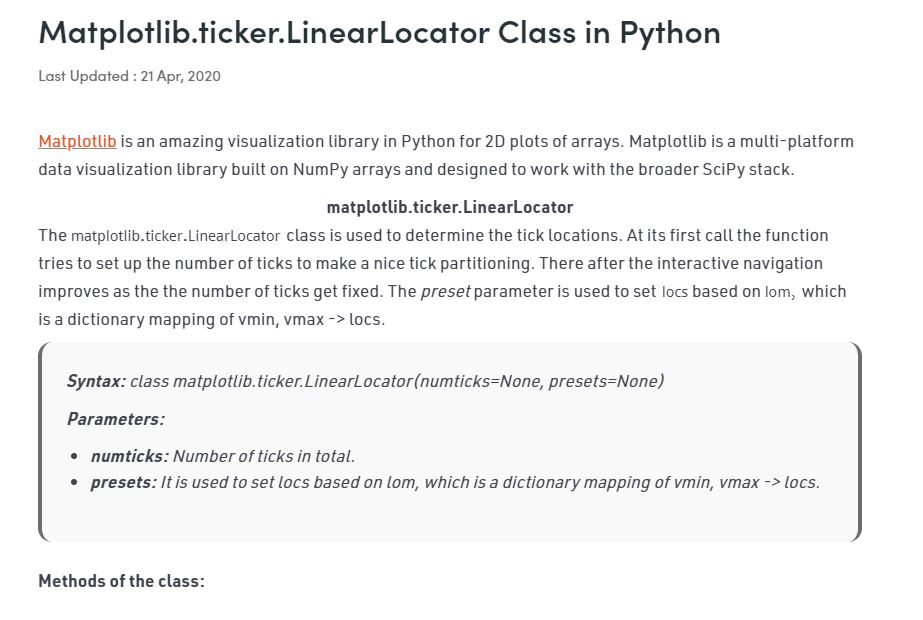 Matplotlib.ticker.LinearLocator Class in Python
Last Updated : 21 Apr, 2020
Matplotlib is an amazing visualization library in Python for 2D plots of arrays. Matplotlib is a multi-platform
data visualization library built on NumPy arrays and designed to work with the broader SciPy stack.
matplotlib.ticker.LinearLocator
The matplotlib.ticker.LinearLocator class is used to determine the tick locations. At its first call the function
tries to set up the number of ticks to make a nice tick partitioning. There after the interactive navigation
improves as the the number of ticks get fixed. The preset parameter is used to set locs based on lom, which
is a dictionary mapping of vmin, vmax -> locs.
Syntax: class matplotlib.ticker.LinearLocator(numticks=None, presets=None)
Parameters:
• numticks: Number of ticks in total.
• presets: It is used to set locs based on lom, which is a dictionary mapping of vmin, vmax -> locs.
Methods of the class: